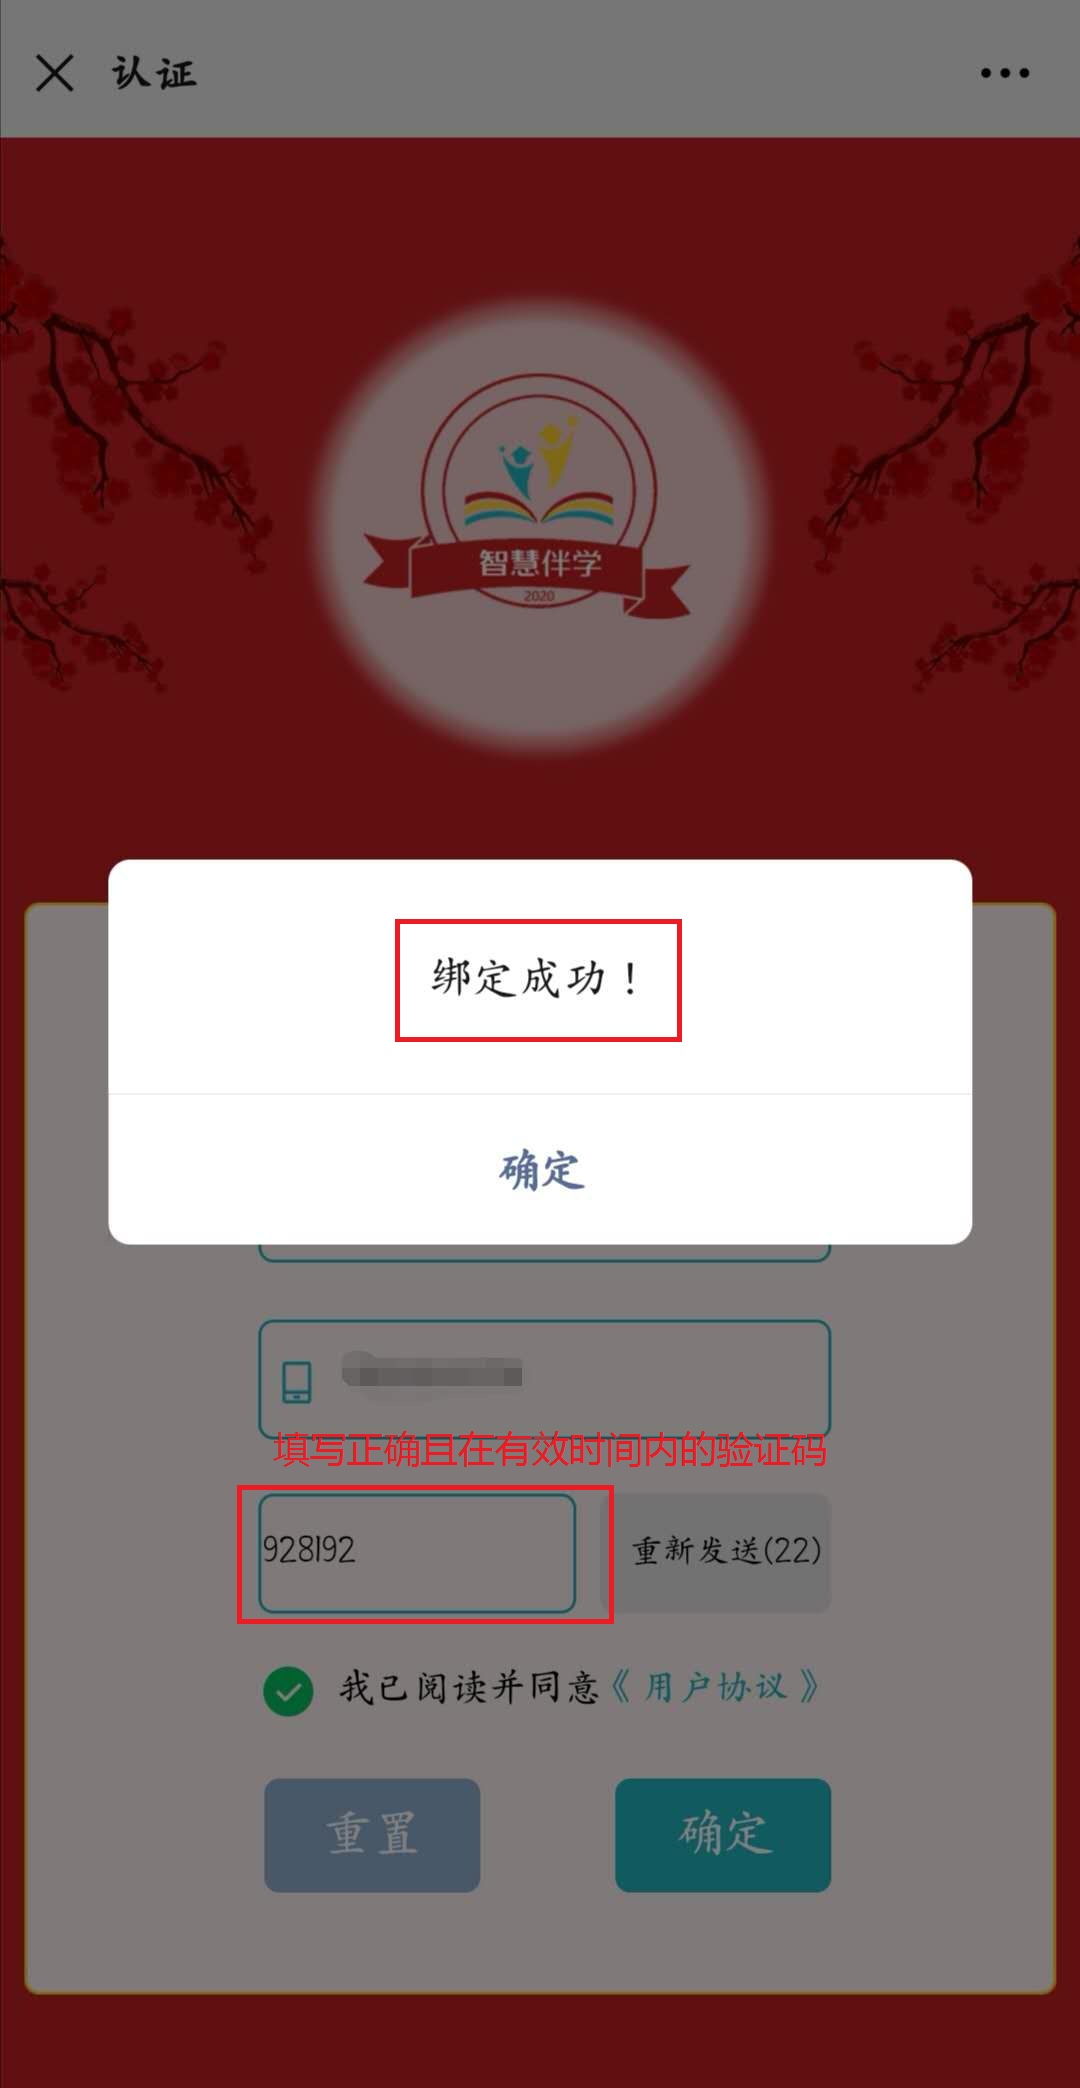 认证
智慧伴学
2020
绑定成功！
确定
填写正确且在有效时间内的验证码
928192
重新发送(22)
我已阅读并同意《 用户协议 》
重置
确定